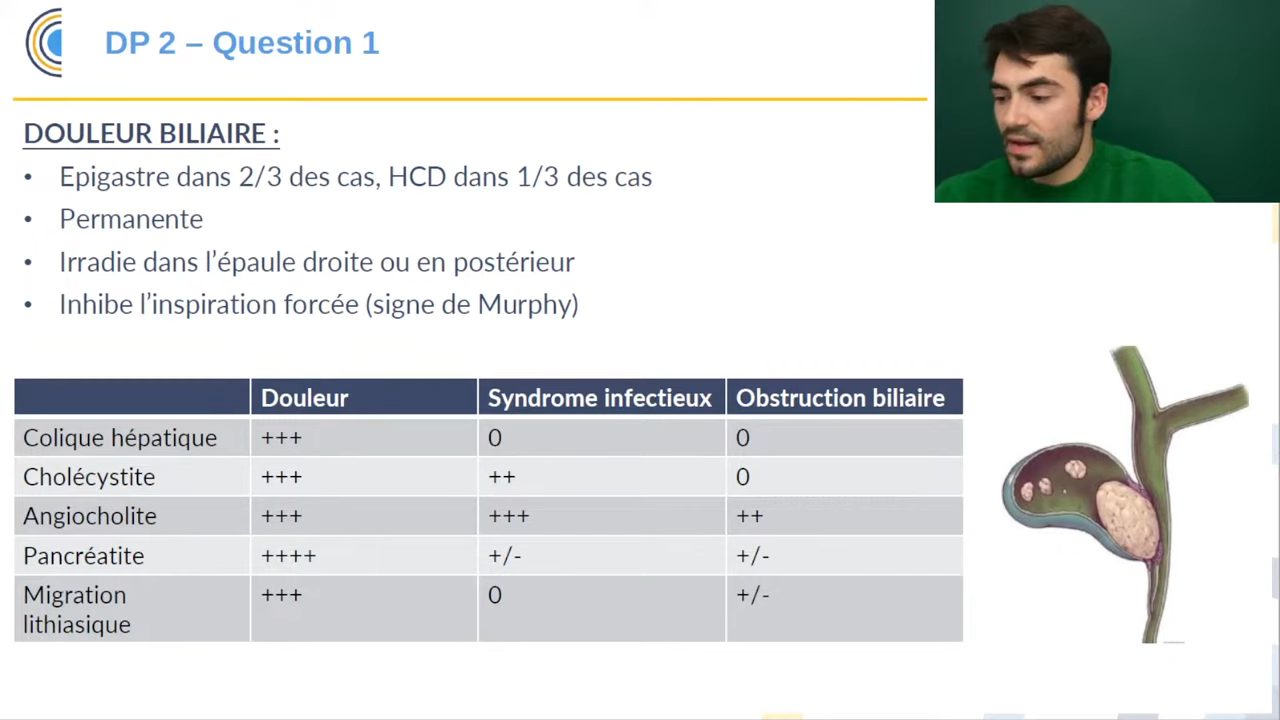 DP 2 – Question 1
DOULEUR BILIAIRE :
• Epigastre dans 2/3 des cas, HCD dans 1/3 des cas
• Permanente
• Irradie dans l’épaule droite ou en postérieur
• Inhibe l’inspiration forcée (signe de Murphy)
Douleur Syndrome infectieux Obstruction biliaire
Colique hépatique +++ 0 0
Cholécystite +++ ++ 0
Angiocholite +++ +++ ++
Pancréatite ++++ +/- +/-
Migration lithiasique +++ 0 +/-